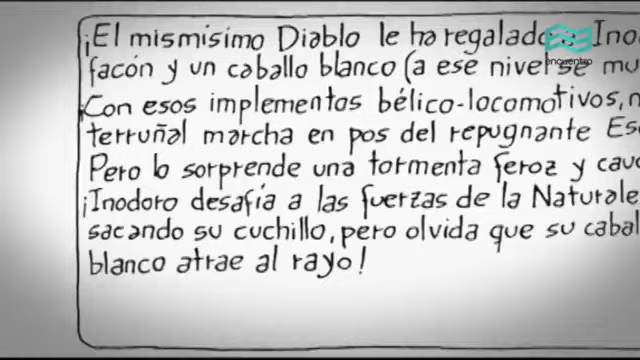 ¡El mismísimo Diablo le ha regalado
facón y un caballo blanco (a ese nivel se
Con esos implementos bélico-locomotivos,
terruñal marcha en pos del repugnante
Pero lo sorprende una tormenta feroz y
¡Inodoro desafía a las fuerzas de la
sacando su cuchillo, pero olvida que su
blanco atrae al rayo!
encuentro